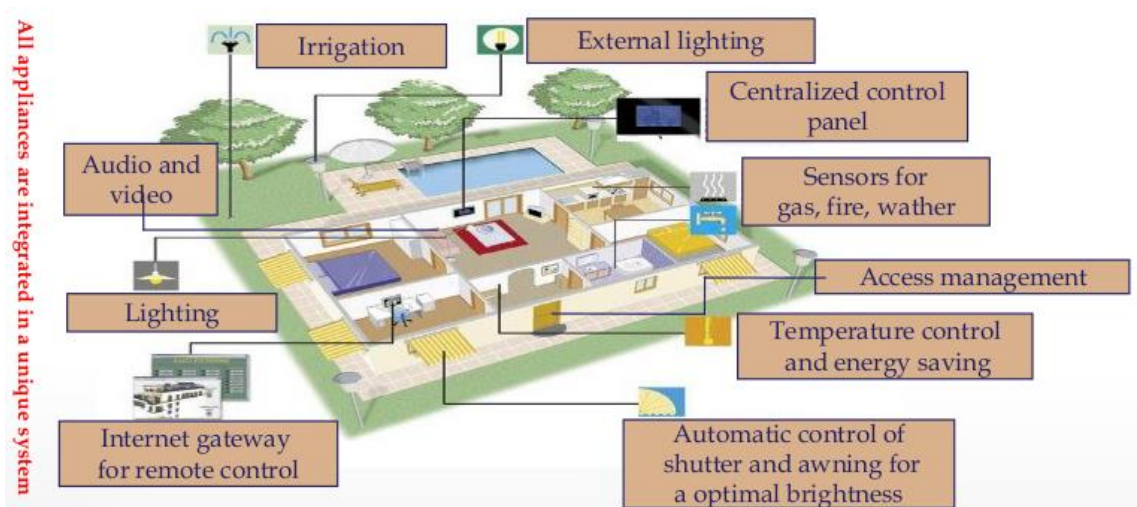 All appliances are integrated in a unique system
Irrigation
External lighting
Centralized control
panel
Audio and
video
Sensors for
gas, fire, wather
Access management
Lighting
Temperature control
and energy saving
Internet gateway
for remote control
Automatic control of
shutter and awning for
a optimal brightness